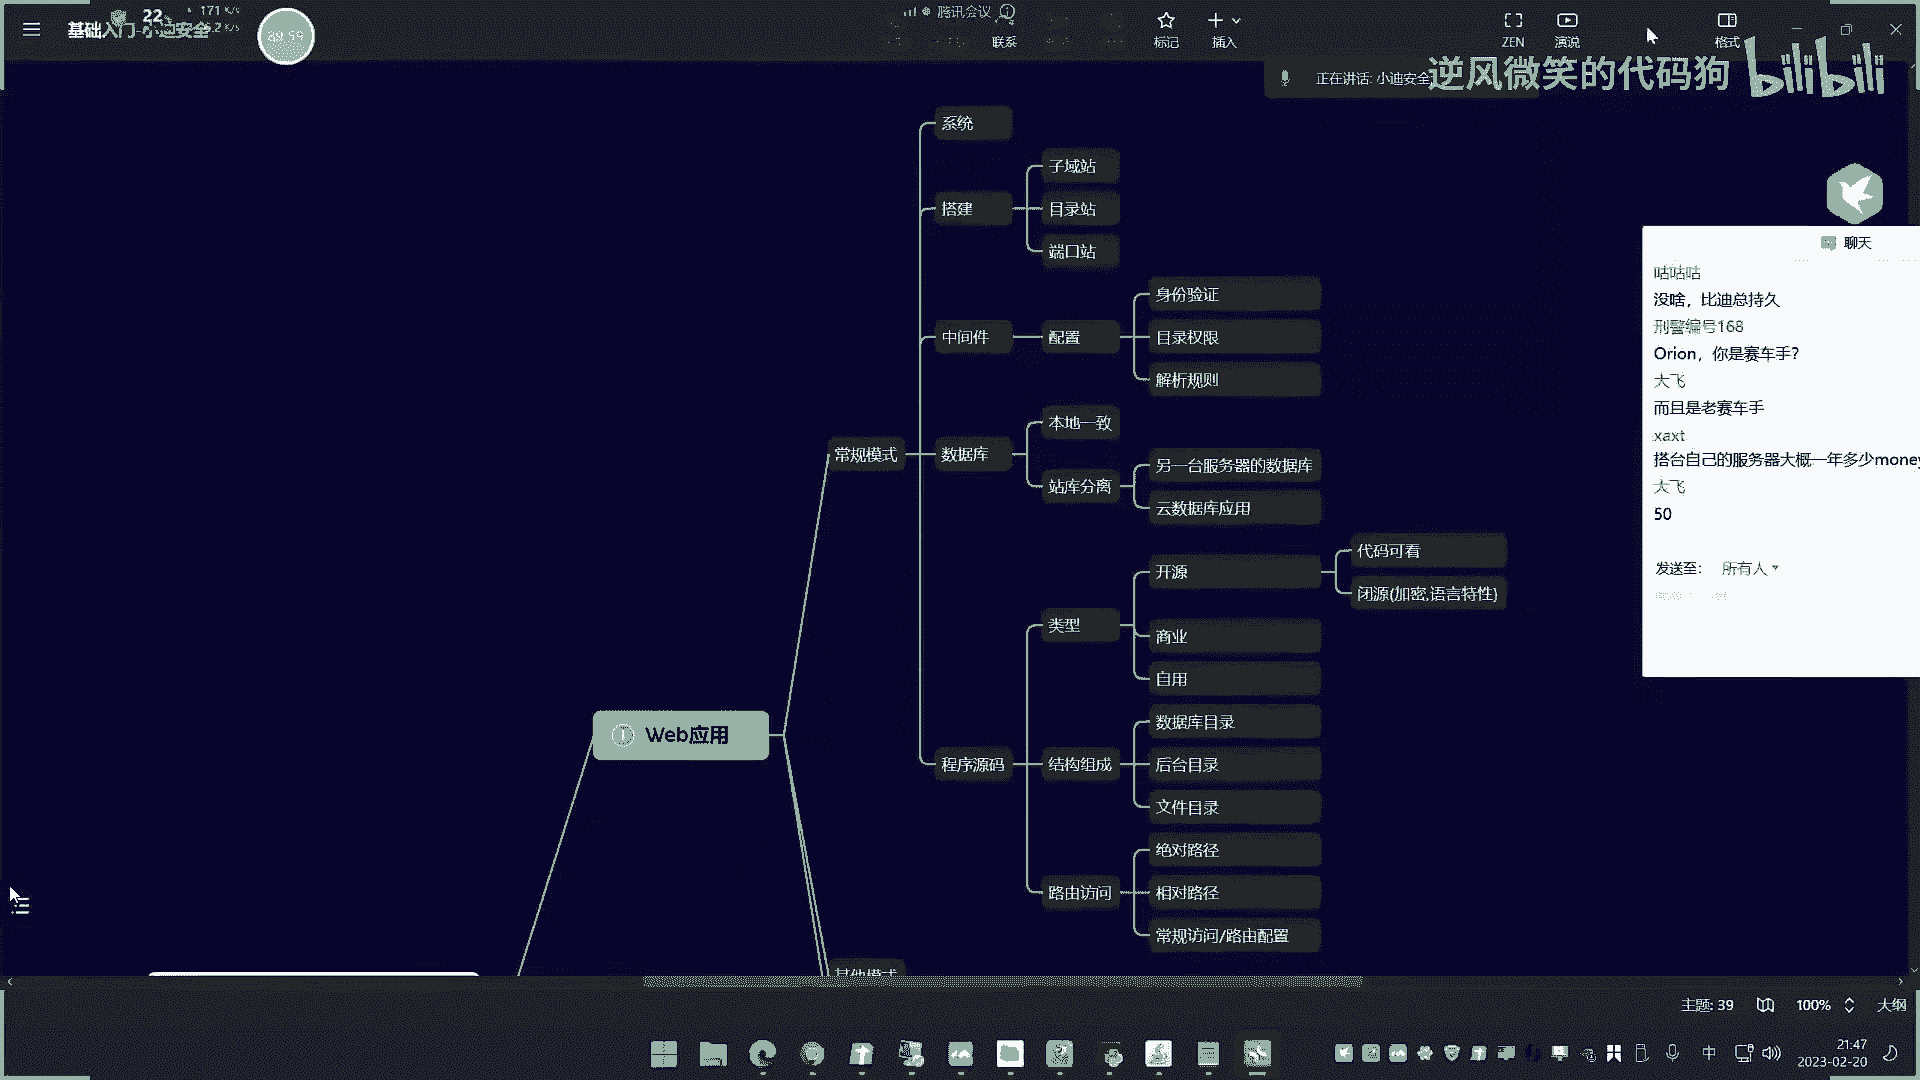 基础入门-小迪安全
22%
171 K/s
.2 K/s
39:59
腾讯会议
联系
标记
插入
ZEN
演说
格式
正在讲话: 小迪安全
逆风微笑的代码狗
bilibili
系统
搭建
子域站
目录站
端口站
中间件
配置
身份验证
目录权限
解析规则
常规模式
数据库
本地一致
站库分离
另一台服务器的数据库
云数据库应用
程序源码
类型
开源
代码可看
闭源(加密,语言特性)
商业
自用
结构组成
数据库目录
后台目录
文件目录
路由访问
绝对路径
相对路径
常规访问/路由配置
Web应用
其他模式
聊天
咕咕咕
没啥，比迪总持久
刑警编号168
Orion，你是赛车手?
大飞
而且是老赛车手
xaxt
搭台自己的服务器大概一年多少money
大飞
50
发送至:
所有人
主题: 39
100%
大纲
中
21:47
2023-02-20